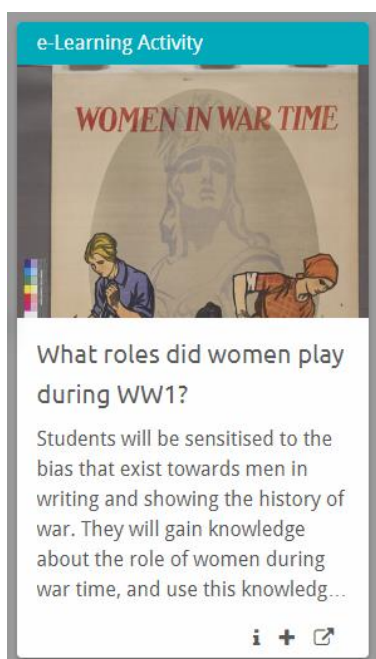 e-Learning Activity
WOMEN IN WAR TIME
What roles did women play
during WW1?
Students will be sensitised to the
bias that exist towards men in
writing and showing the history of
war. They will gain knowledge
about the role of women during
war time, and use this knowledg...